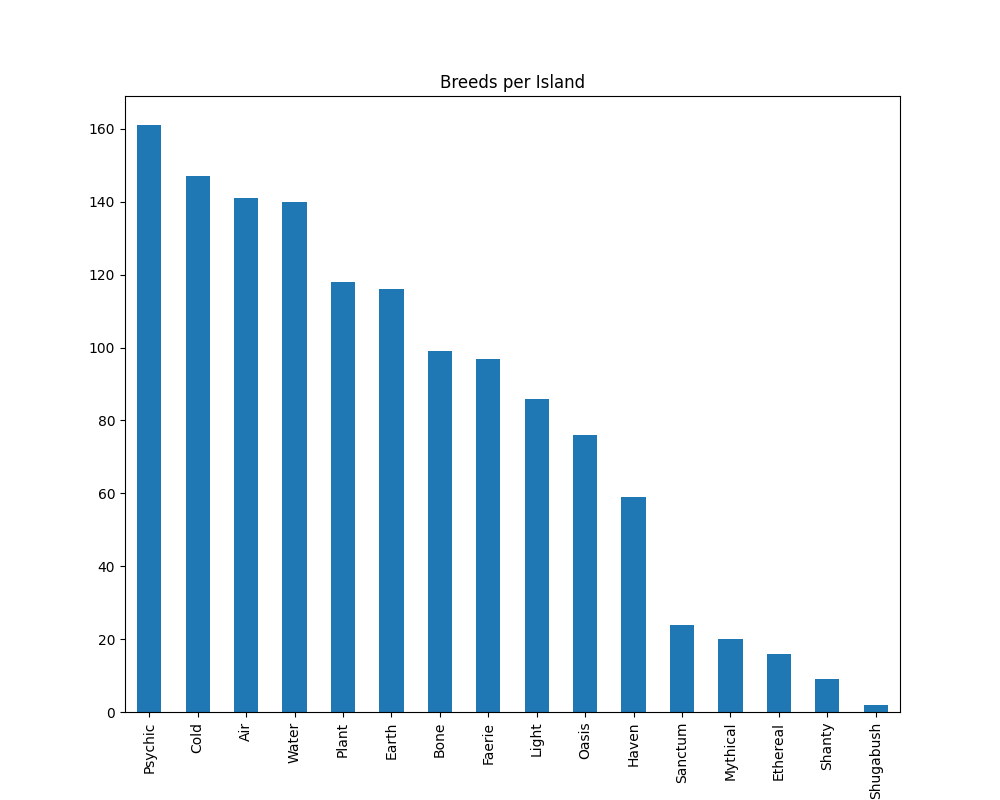 Breeds per Island
160
140
120
100
80
60
40
20
0
Psychic
Cold
Air
Water
Plant
Earth
Bone
Faerie
Light
Oasis
Haven
Sanctum
Mythical
Ethereal
Shanty
Shugabush